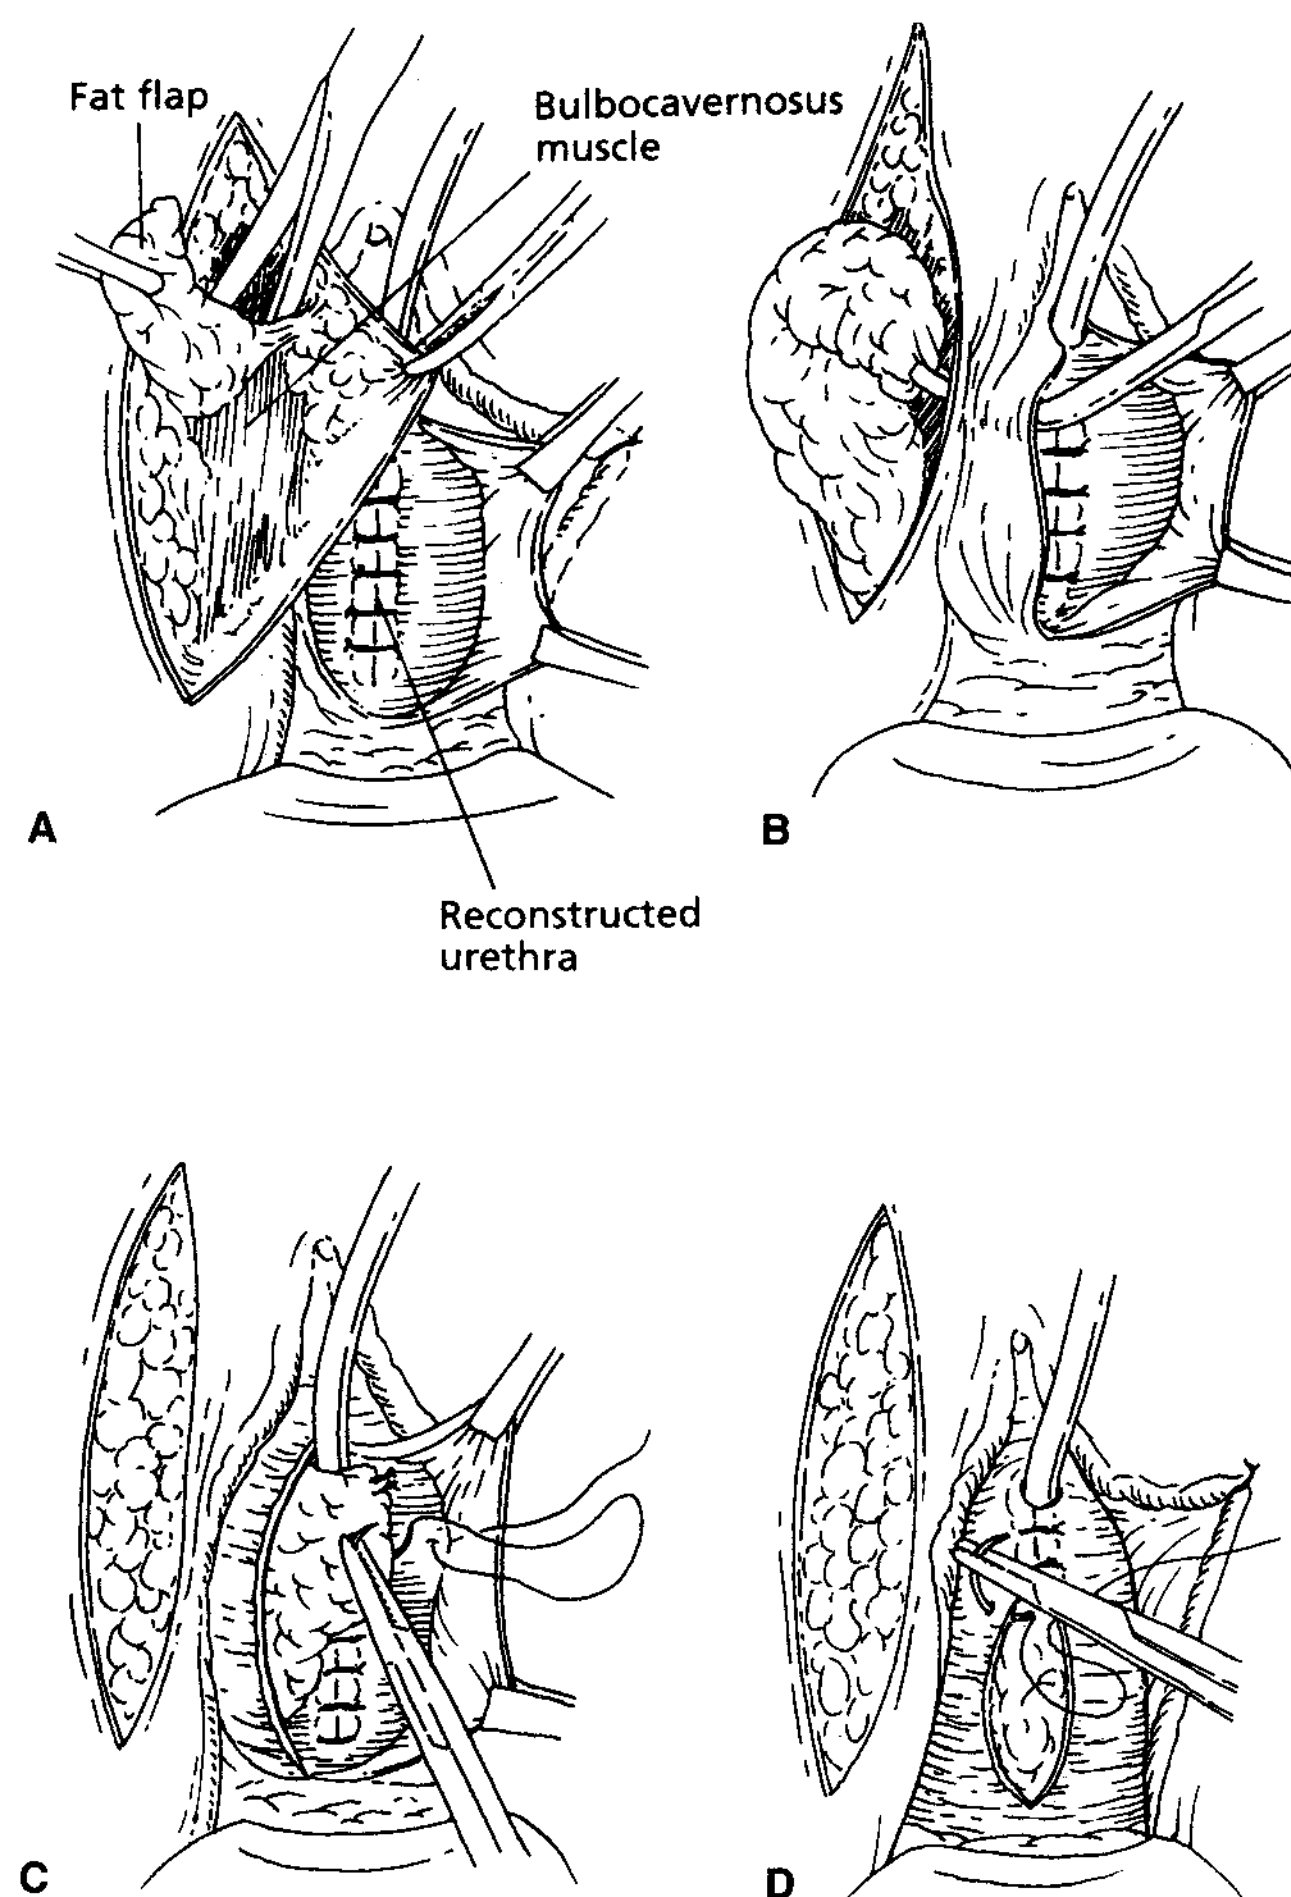 Fat flap
Bulbocavernosus
muscle
A
B
Reconstructed
urethra
C
D